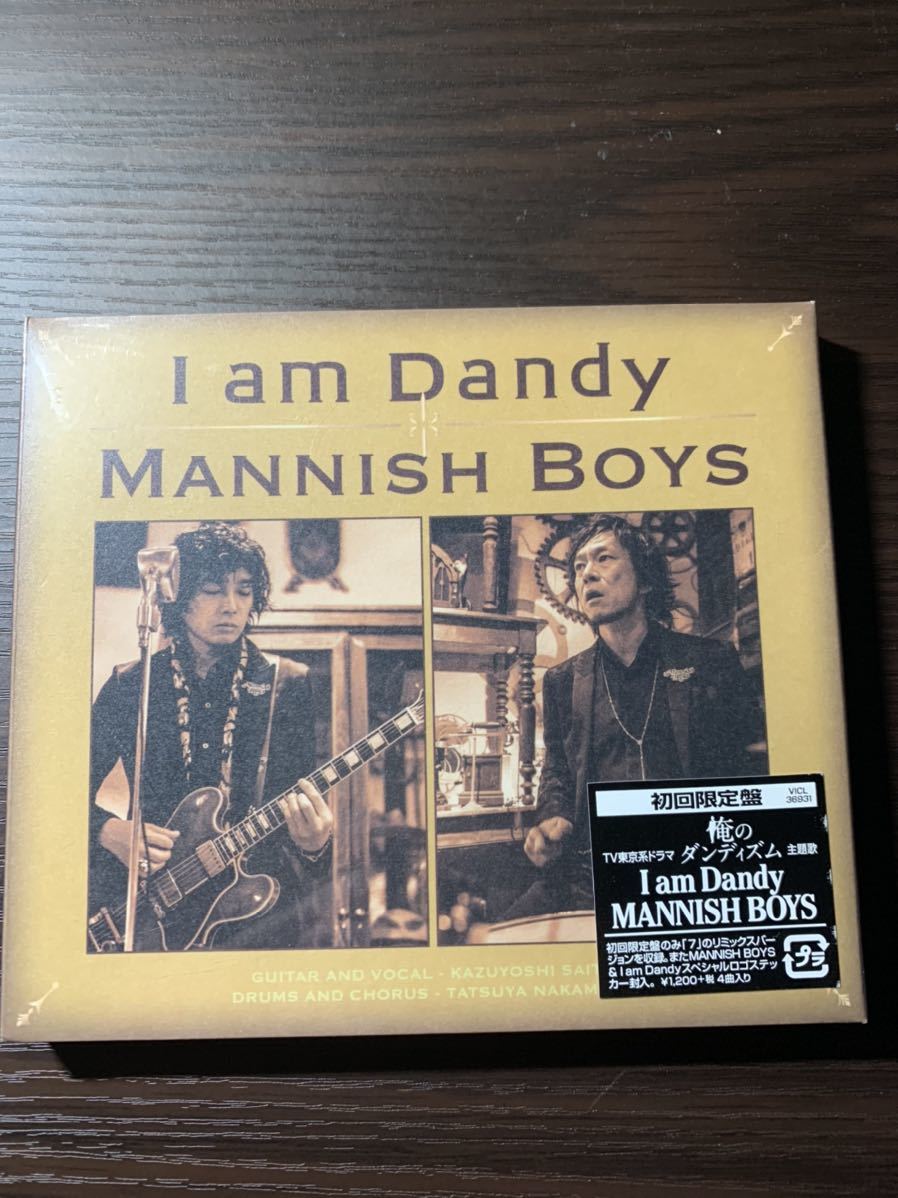 I am Dandy
MANNISH BOYS
初回限定盤
VICL
36931
俺の
TV東京系ドラマ ダンディズム 主題歌
I am Dandy
MANNISH BOYS
初回限定盤のみ「7」のリミックスバー
ジョンを収録。またMANNISH BOYS
& I am Dandyスペシャルロゴステッ
カー封入。 ¥1,200+税 4曲入り
プラ
GUITAR AND VOCAL - KAZUYOSHI SAIT
DRUMS AND CHORUS - TATSUYA NAKAM